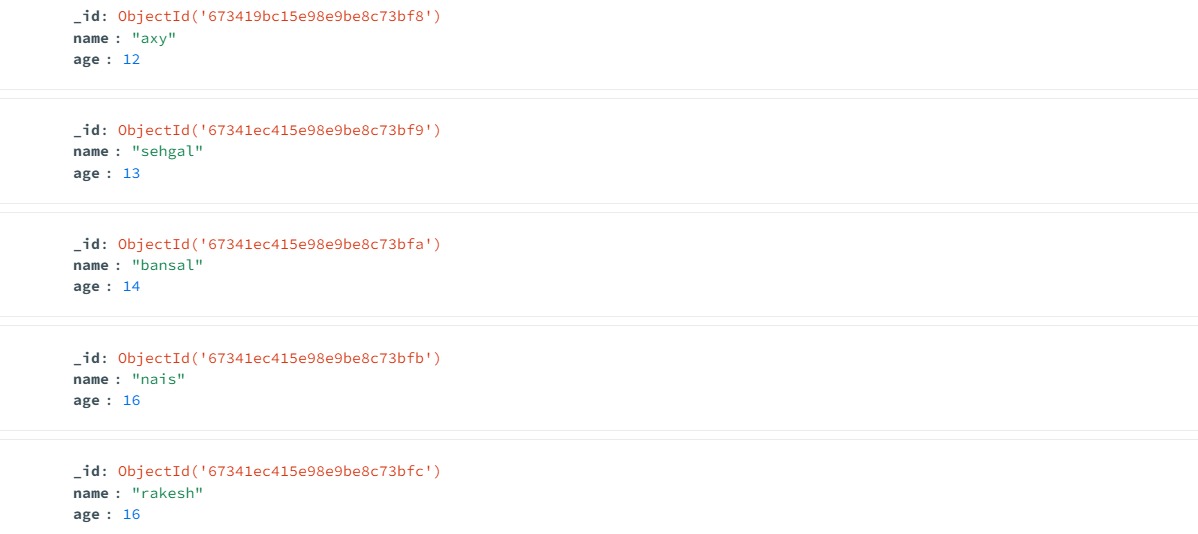 _id: ObjectId('673419bc15e98e9be8c73bf8')
name : "axy"
age : 12
_id: ObjectId('67341ec415e98e9be8c73bf9')
name : "sehgal"
age : 13
_id: ObjectId('67341ec415e98e9be8c73bfa')
name : "bansal"
age : 14
_id: ObjectId('67341ec415e98e9be8c73bfb')
name : "nais"
age : 16
_id: ObjectId('67341ec415e98e9be8c73bfc')
name : "rakesh"
age : 16